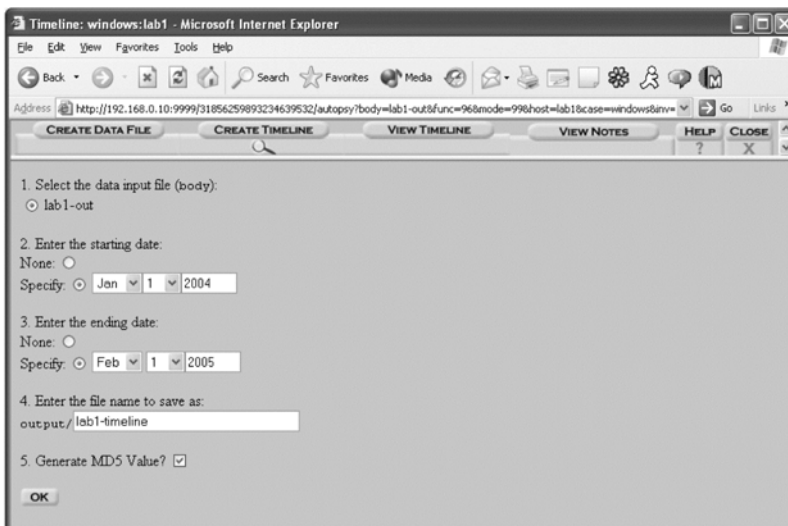 Timeline: windows:lab1 - Microsoft Internet Explorer
File Edit View Favorites Tools Help
Back Search Favorites Media
Address http://192.168.0.10:9999/31856259893234639532/autopsy?body=lab1-out&func=96&mode=99&host=lab1&case=windows&inv= Go Links
CREATE DATA FILE CREATE TIMELINE VIEW TIMELINE VIEW NOTES HELP CLOSE
? X
1. Select the data input file (body):
lab1-out
2. Enter the starting date:
None:
Specify: Jan 1 2004
3. Enter the ending date:
None:
Specify: Feb 1 2005
4. Enter the file name to save as:
output/lab1-timeline
5. Generate MD5 Value?
OK